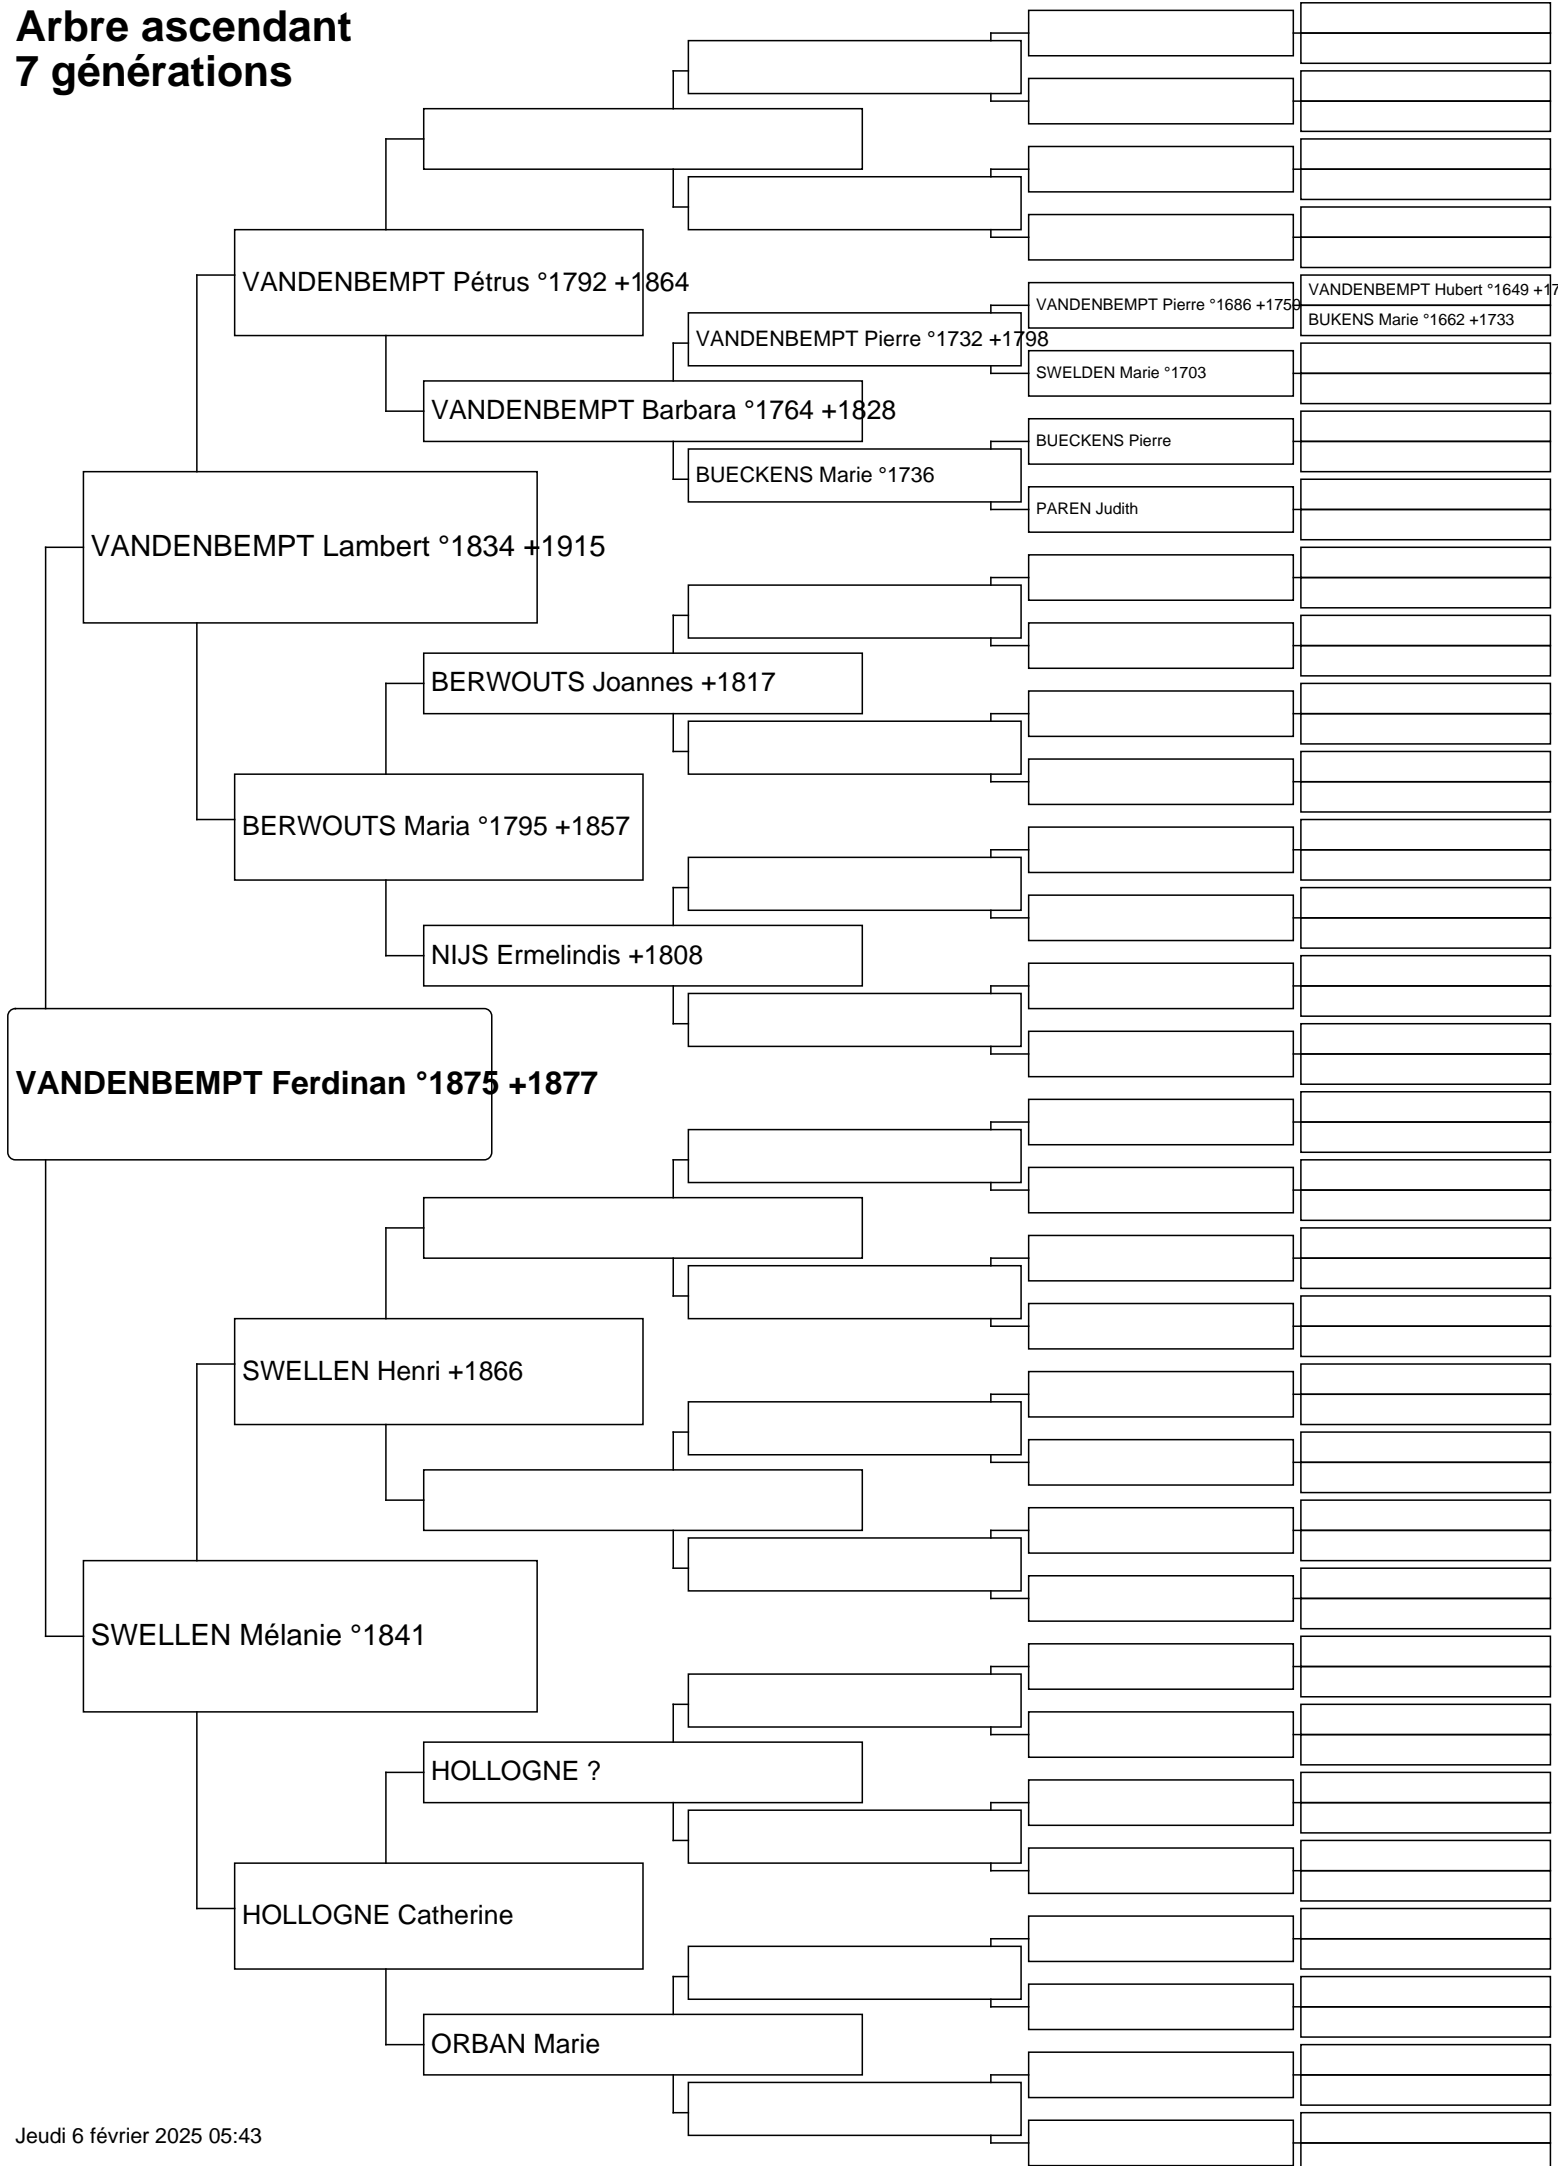 Arbre ascendant
7 générations
VANDENBEMPT Pétrus °1792 +1864
VANDENBEMPT Hubert °1649 +17
VANDENBEMPT Pierre °1686 +1750
BUKENS Marie °1662 +1733
VANDENBEMPT Pierre °1732 +1798
SWELDEN Marie °1703
VANDENBEMPT Barbara °1764 +1828
BUECKENS Pierre
BUECKENS Marie °1736
PAREN Judith
VANDENBEMPT Lambert °1834 +1915
BERWOUTS Joannes +1817
BERWOUTS Maria °1795 +1857
NIJS Ermelindis +1808
VANDENBEMPT Ferdinan °1875 +1877
SWELLEN Henri +1866
SWELLEN Mélanie °1841
HOLLOGNE ?
HOLLOGNE Catherine
ORBAN Marie
Jeudi 6 février 2025 05:43